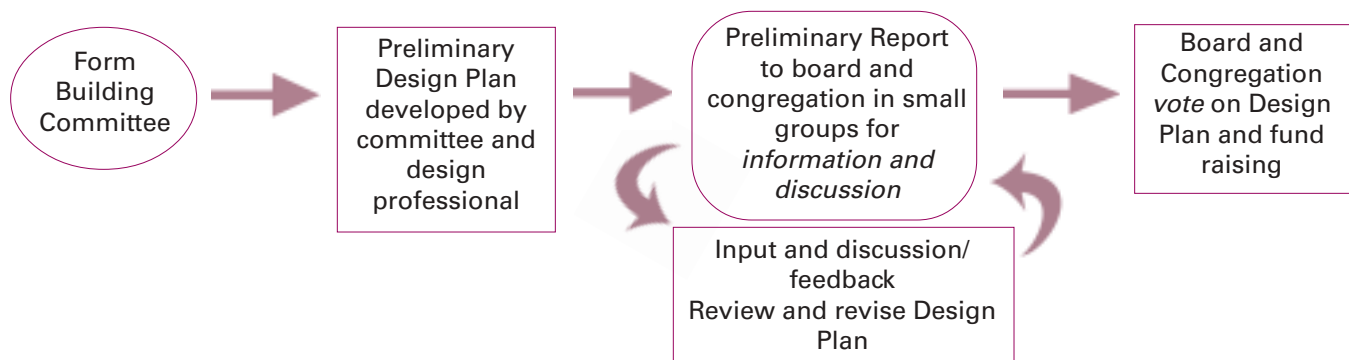 Form
Building
Committee
Preliminary
Design Plan
developed by
committee and
design
professional
Preliminary Report
to board and
congregation in small
groups for
information and
discussion
Input and discussion/
feedback
Review and revise Design
Plan
Board and
Congregation
vote on Design
Plan and fund
raising